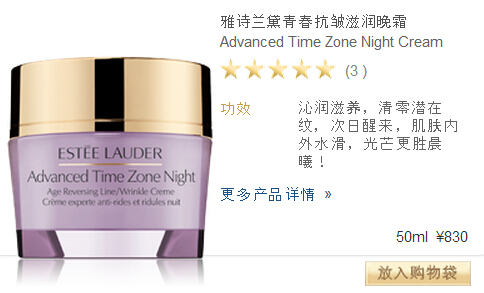 雅诗兰黛青春抗皱滋润晚霜
Advanced Time Zone Night Cream
(3 )
功效
沁润滋养，清零潜在
纹，次日醒来，肌肤内
外水滑，光芒更胜晨
曦！
更多产品详情 »
50ml ¥830
放入购物袋
ESTĒE LAUDER
Advanced Time Zone Night
Age Reversing Line/Wrinkle Creme
Crème experte anti-rides et ridules nuit